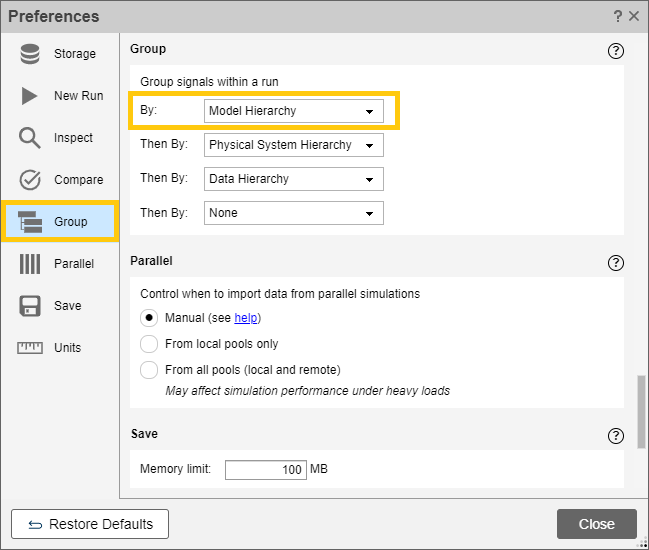 Preferences ? ×
Storage
New Run
Inspect
Compare
Group
Parallel
Save
Units
Group ?
Group signals within a run
By: Model Hierarchy
Then By: Physical System Hierarchy
Then By: Data Hierarchy
Then By: None
Parallel ?
Control when to import data from parallel simulations
Manual (see help)
From local pools only
From all pools (local and remote)
May affect simulation performance under heavy loads
Save ?
Memory limit: 100 MB
Restore Defaults
Close